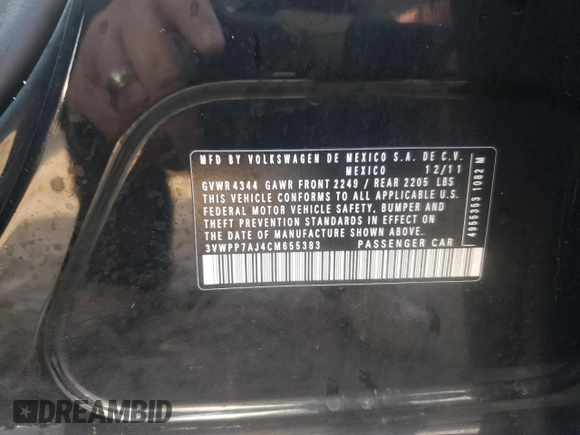 MFD BY VOLKSWAGEN DE MEXICO S.A. DE C.V.
MEXICO 12/11
GVWR 4344 GAWR FRONT 2249 / REAR 2205 LBS
THIS VEHICLE CONFORMS TO ALL APPLICABLE U.S.
FEDERAL MOTOR VEHICLE SAFETY, BUMPER AND
THEFT PREVENTION STANDARDS IN EFFECT ON
THE DATE OF MANUFACTURE SHOWN ABOVE.
3VWPP7AJ4CM655383 PASSENGER CAR
4955353 1082 M
DREAMBID